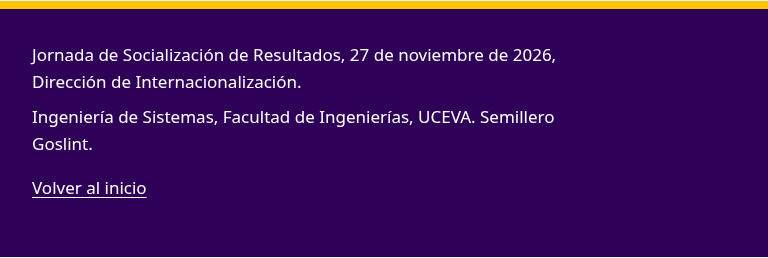 Jornada de Socialización de Resultados, 27 de noviembre de 2026,
Dirección de Internacionalización.
Ingeniería de Sistemas, Facultad de Ingenierías, UCEVA. Semillero
Goslint.
Volver al inicio